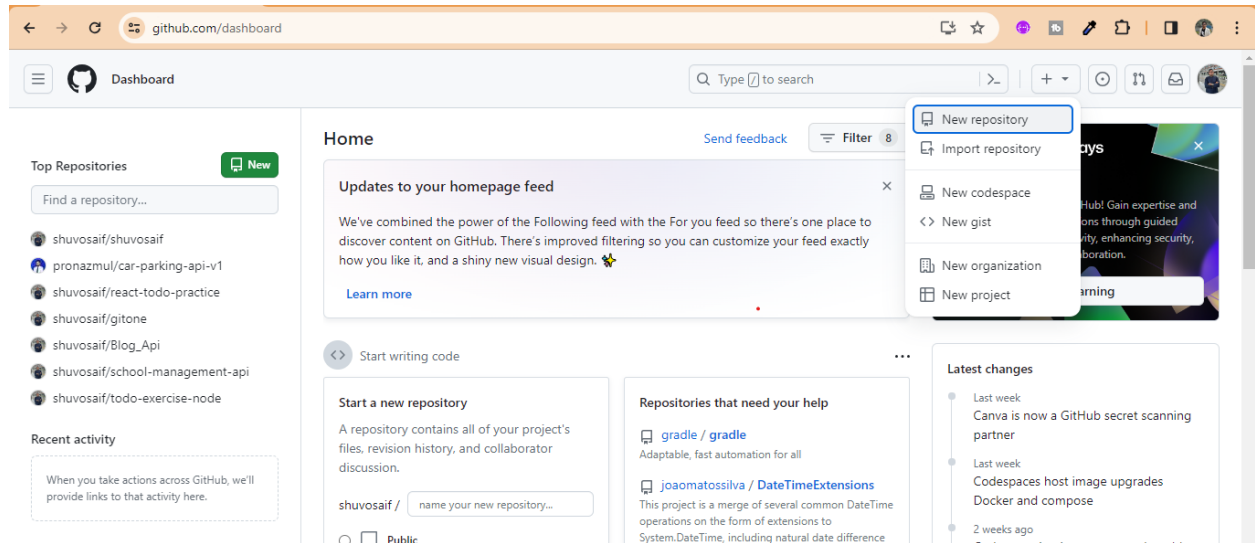 github.com/dashboard
Dashboard
Type / to search
New repository
Import repository
New codespace
New gist
New organization
New project
Top Repositories
New
Find a repository...
shuvosaif/shuvosaif
pronazmul/car-parking-api-v1
shuvosaif/react-todo-practice
shuvosaif/gitone
shuvosaif/Blog_Api
shuvosaif/school-management-api
shuvosaif/todo-exercise-node
Recent activity
When you take actions across GitHub, we'll
provide links to that activity here.
Home
Send feedback
Filter 8
Updates to your homepage feed
We've combined the power of the Following feed with the For you feed so there's one place to
discover content on GitHub. There's improved filtering so you can customize your feed exactly
how you like it, and a shiny new visual design. ✨
Learn more
Start writing code
Start a new repository
A repository contains all of your project's
files, revision history, and collaborator
discussion.
shuvosaif / name your new repository...
Public
Repositories that need your help
gradle / gradle
Adaptable, fast automation for all
joaomatossilva / DateTimeExtensions
This project is a merge of several common DateTime
operations on the form of extensions to
System.DateTime, including natural date difference
Hub! Gain expertise and
through guided
enhancing security,
Latest changes
Last week
Canva is now a GitHub secret scanning
partner
Last week
Codespaces host image upgrades
Docker and compose
2 weeks ago